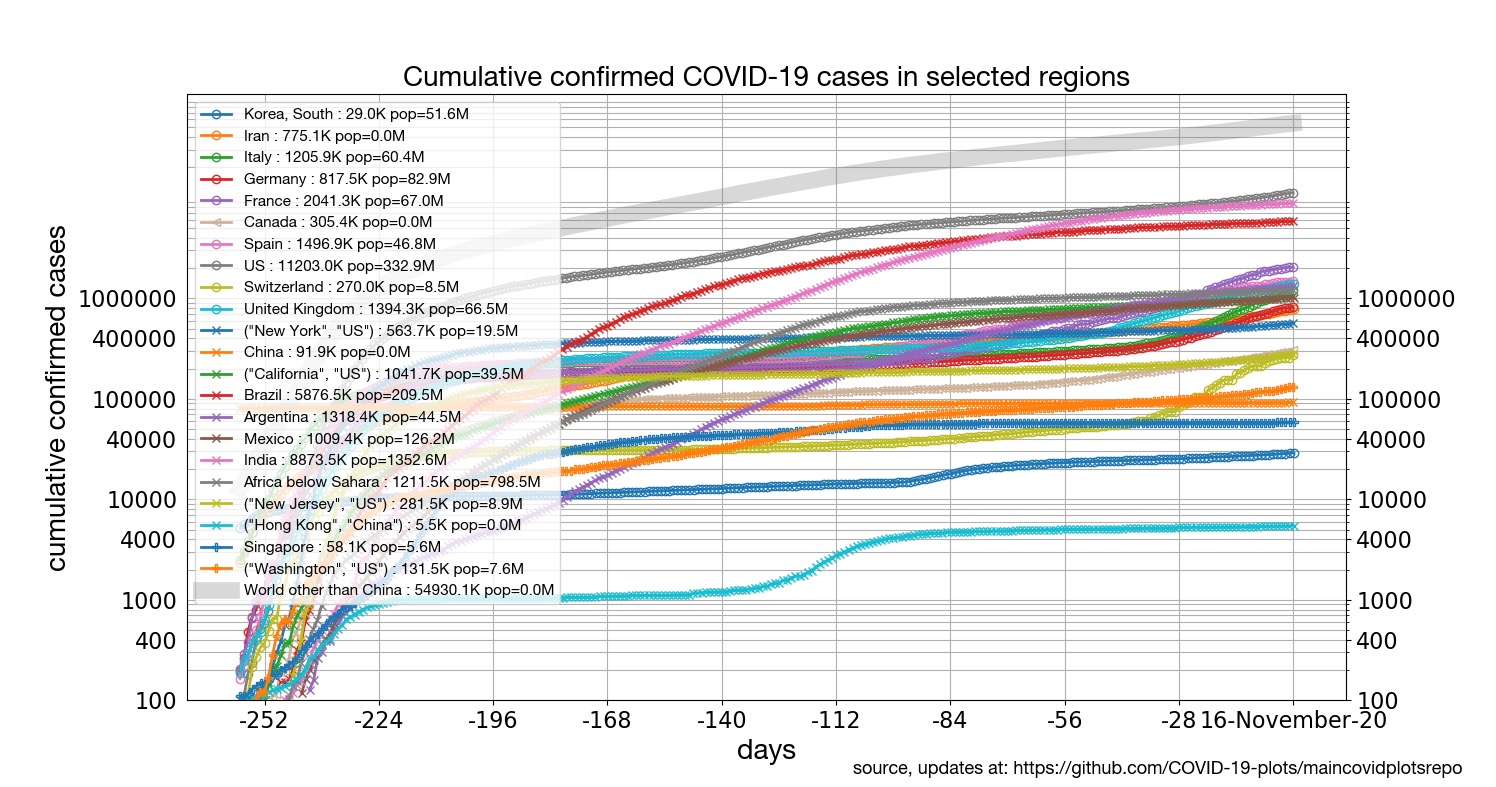 Cumulative confirmed COVID-19 cases in selected regions
cumulative confirmed cases
Korea, South : 29.0K pop=51.6M
Iran : 775.1K pop=0.0M
Italy : 1205.9K pop=60.4M
Germany : 817.5K pop=82.9M
France : 2041.3K pop=67.0M
Canada : 305.4K pop=0.0M
Spain : 1496.9K pop=46.8M
US : 11203.0K pop=332.9M
Switzerland : 270.0K pop=8.5M
United Kingdom : 1394.3K pop=66.5M
("New York", "US") : 563.7K pop=19.5M
China : 91.9K pop=0.0M
("California", "US") : 1041.7K pop=39.5M
Brazil : 5876.5K pop=209.5M
Argentina : 1318.4K pop=44.5M
Mexico : 1009.4K pop=126.2M
India : 8873.5K pop=1352.6M
Africa below Sahara : 1211.5K pop=798.5M
("New Jersey", "US") : 281.5K pop=8.9M
("Hong Kong", "China") : 5.5K pop=0.0M
Singapore : 58.1K pop=5.6M
("Washington", "US") : 131.5K pop=7.6M
World other than China : 54930.1K pop=0.0M
1000000
400000
100000
40000
10000
4000
1000
400
100
1000000
400000
100000
40000
10000
4000
1000
400
100
-252 -224 -196 -168 -140 -112 -84 -56 -28 16-November-20
days
source, updates at: https://github.com/COVID-19-plots/maincovidplotsrepo